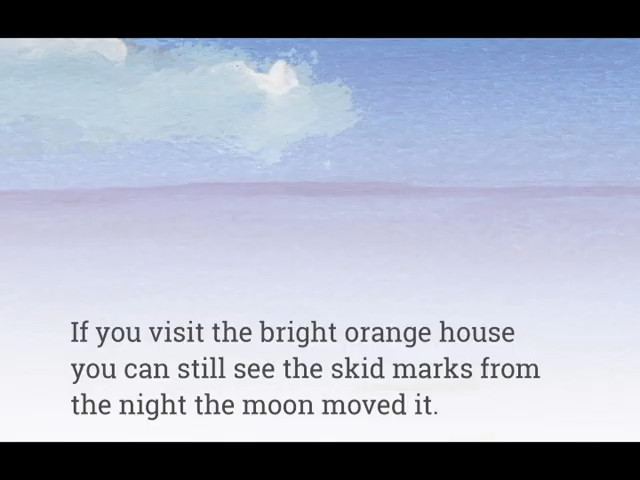 If you visit the bright orange house
you can still see the skid marks from
the night the moon moved it.